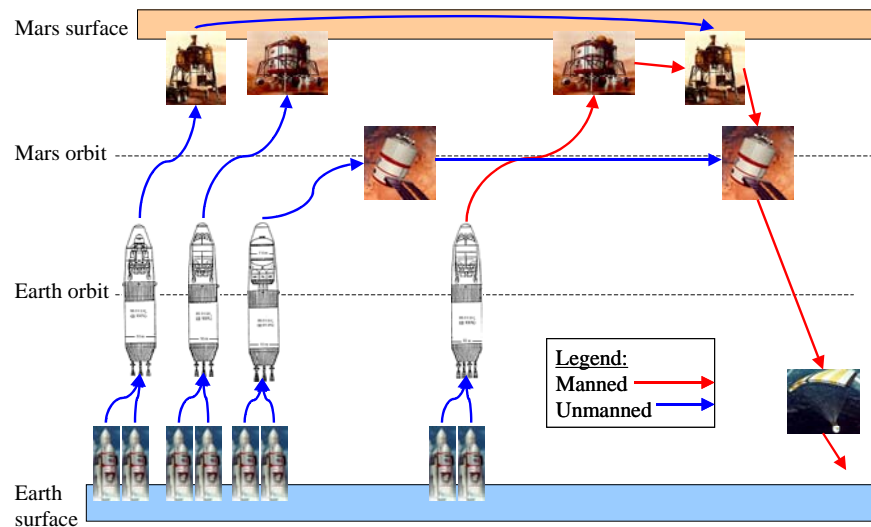 Mars surface
Mars orbit
Earth orbit
Legend:
Manned
Unmanned
Earth
surface